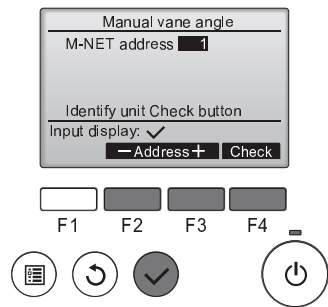 Manual vane angle
M-NET address 1
Identify unit Check button
Input display: ✓
−Address+ Check
F1 F2 F3 F4